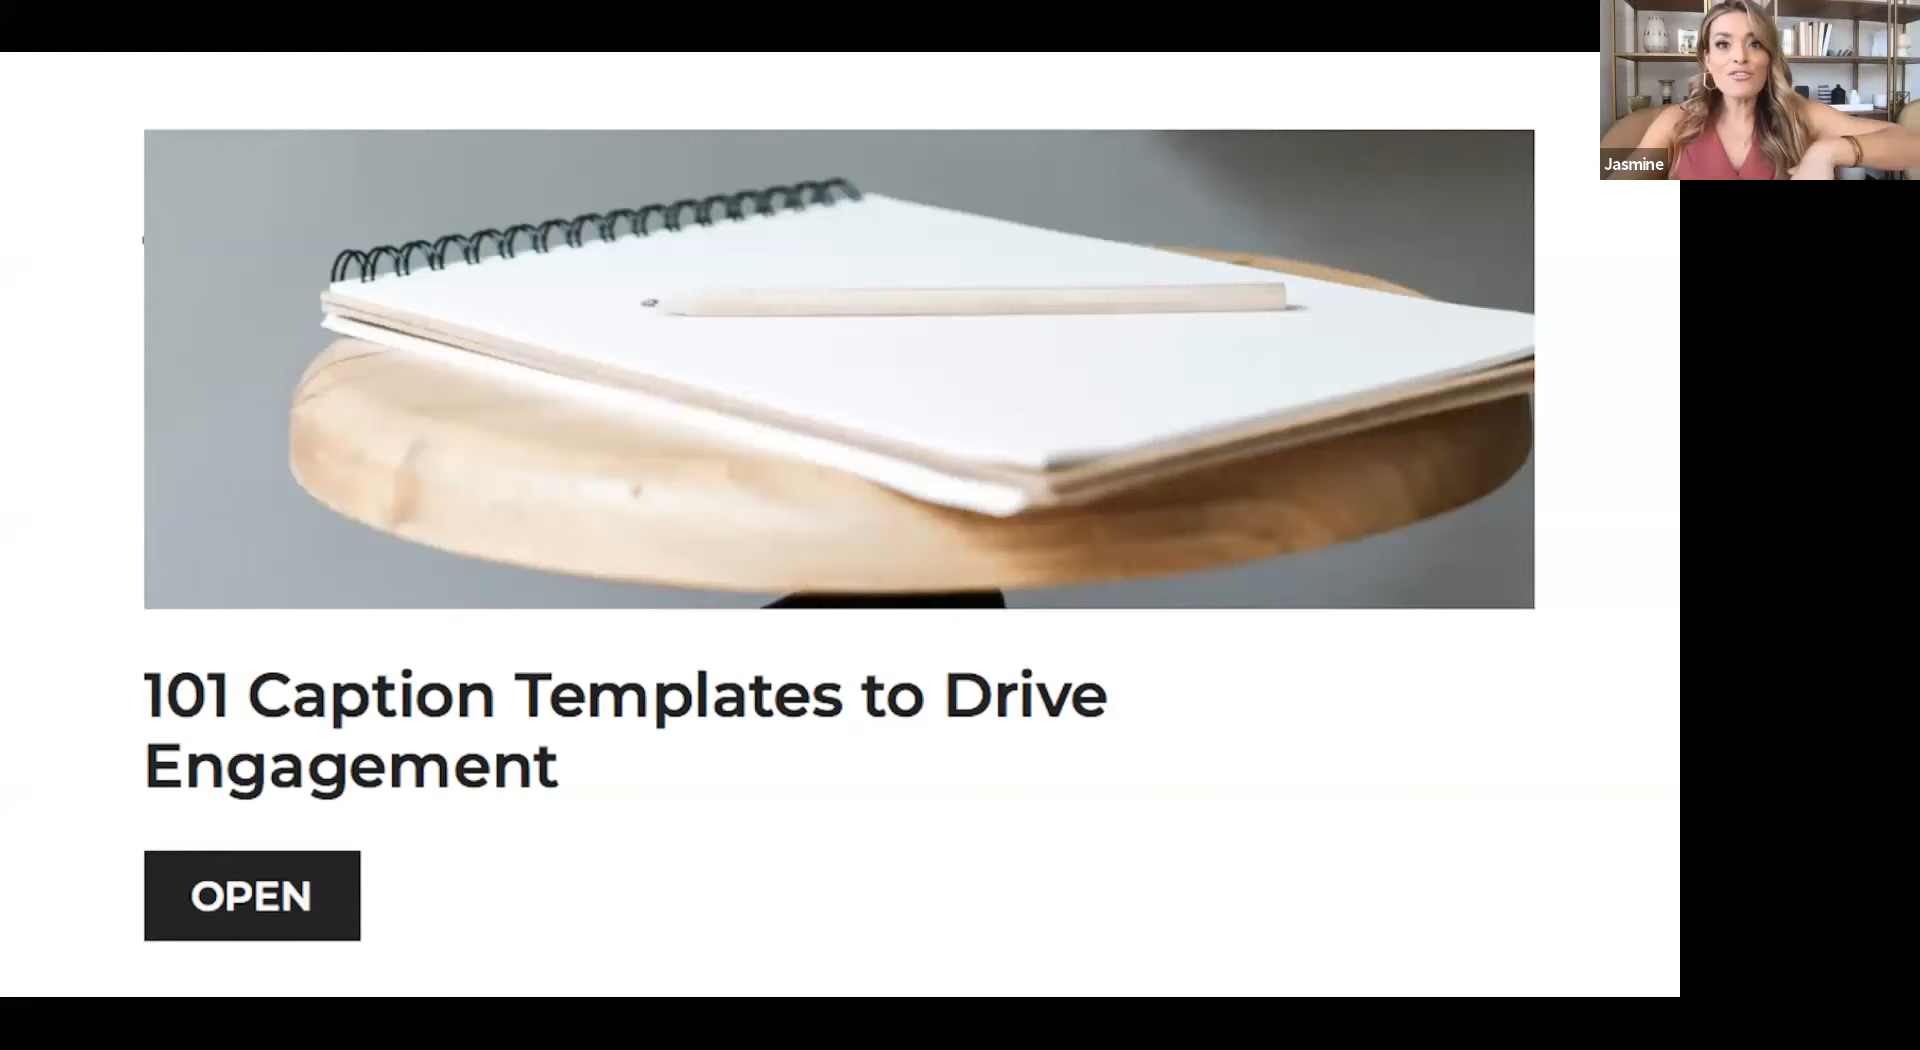 Jasmine
101 Caption Templates to Drive
Engagement
OPEN